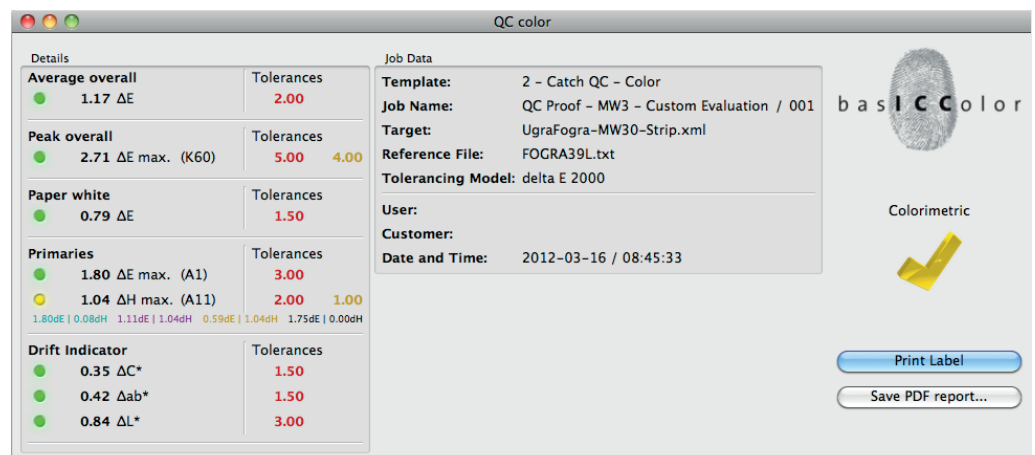 QC color
Details
Average overall Tolerances
1.17 ΔE 2.00
Peak overall Tolerances
2.71 ΔE max. (K60) 5.00 4.00
Paper white Tolerances
0.79 ΔE 1.50
Primaries Tolerances
1.80 ΔE max. (A1) 3.00
1.04 ΔH max. (A11) 2.00 1.00
1.80dE | 0.08dH 1.11dE | 1.04dH 0.59dE | 1.04dH 1.75dE | 0.00dH
Drift Indicator Tolerances
0.35 ΔC* 1.50
0.42 Δab* 1.50
0.84 ΔL* 3.00
Job Data
Template: 2 – Catch QC – Color
Job Name: QC Proof – MW3 – Custom Evaluation / 001
Target: UgraFogra-MW30-Strip.xml
Reference File: FOGRA39L.txt
Tolerancing Model: delta E 2000
User:
Customer:
Date and Time: 2012-03-16 / 08:45:33
basICColor
Colorimetric
Print Label
Save PDF report...